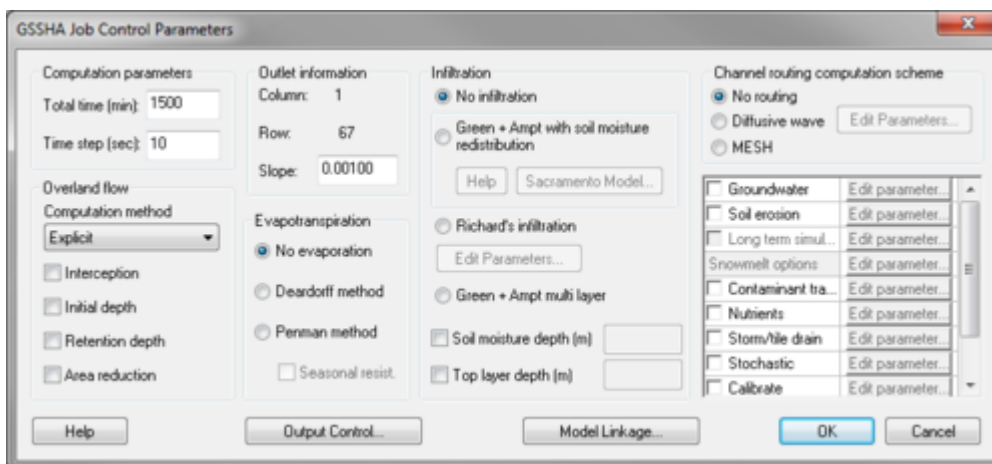 GSSHA Job Control Parameters
Computation parameters
Total time (min): 1500
Time step (sec): 10
Overland flow
Computation method
Explicit
Interception
Initial depth
Retention depth
Area reduction
Outlet information
Column: 1
Row: 67
Slope: 0.00100
Evapotranspiration
No evaporation
Deardorff method
Penman method
Seasonal resist.
Infiltration
No infiltration
Green + Ampt with soil moisture
redistribution
Help Sacramento Model...
Richard's infiltration
Edit Parameters...
Green + Ampt multi layer
Soil moisture depth (m)
Top layer depth (m)
Channel routing computation scheme
No routing
Diffusive wave Edit Parameters...
MESH
Groundwater Edit parameter...
Soil erosion Edit parameter...
Long term simul... Edit parameter...
Snowmelt options Edit parameter...
Contaminant tra... Edit parameter...
Nutrients Edit parameter...
Storm/tile drain Edit parameter...
Stochastic Edit parameter...
Calibrate Edit parameter...
Help Output Control... Model Linkage... OK Cancel